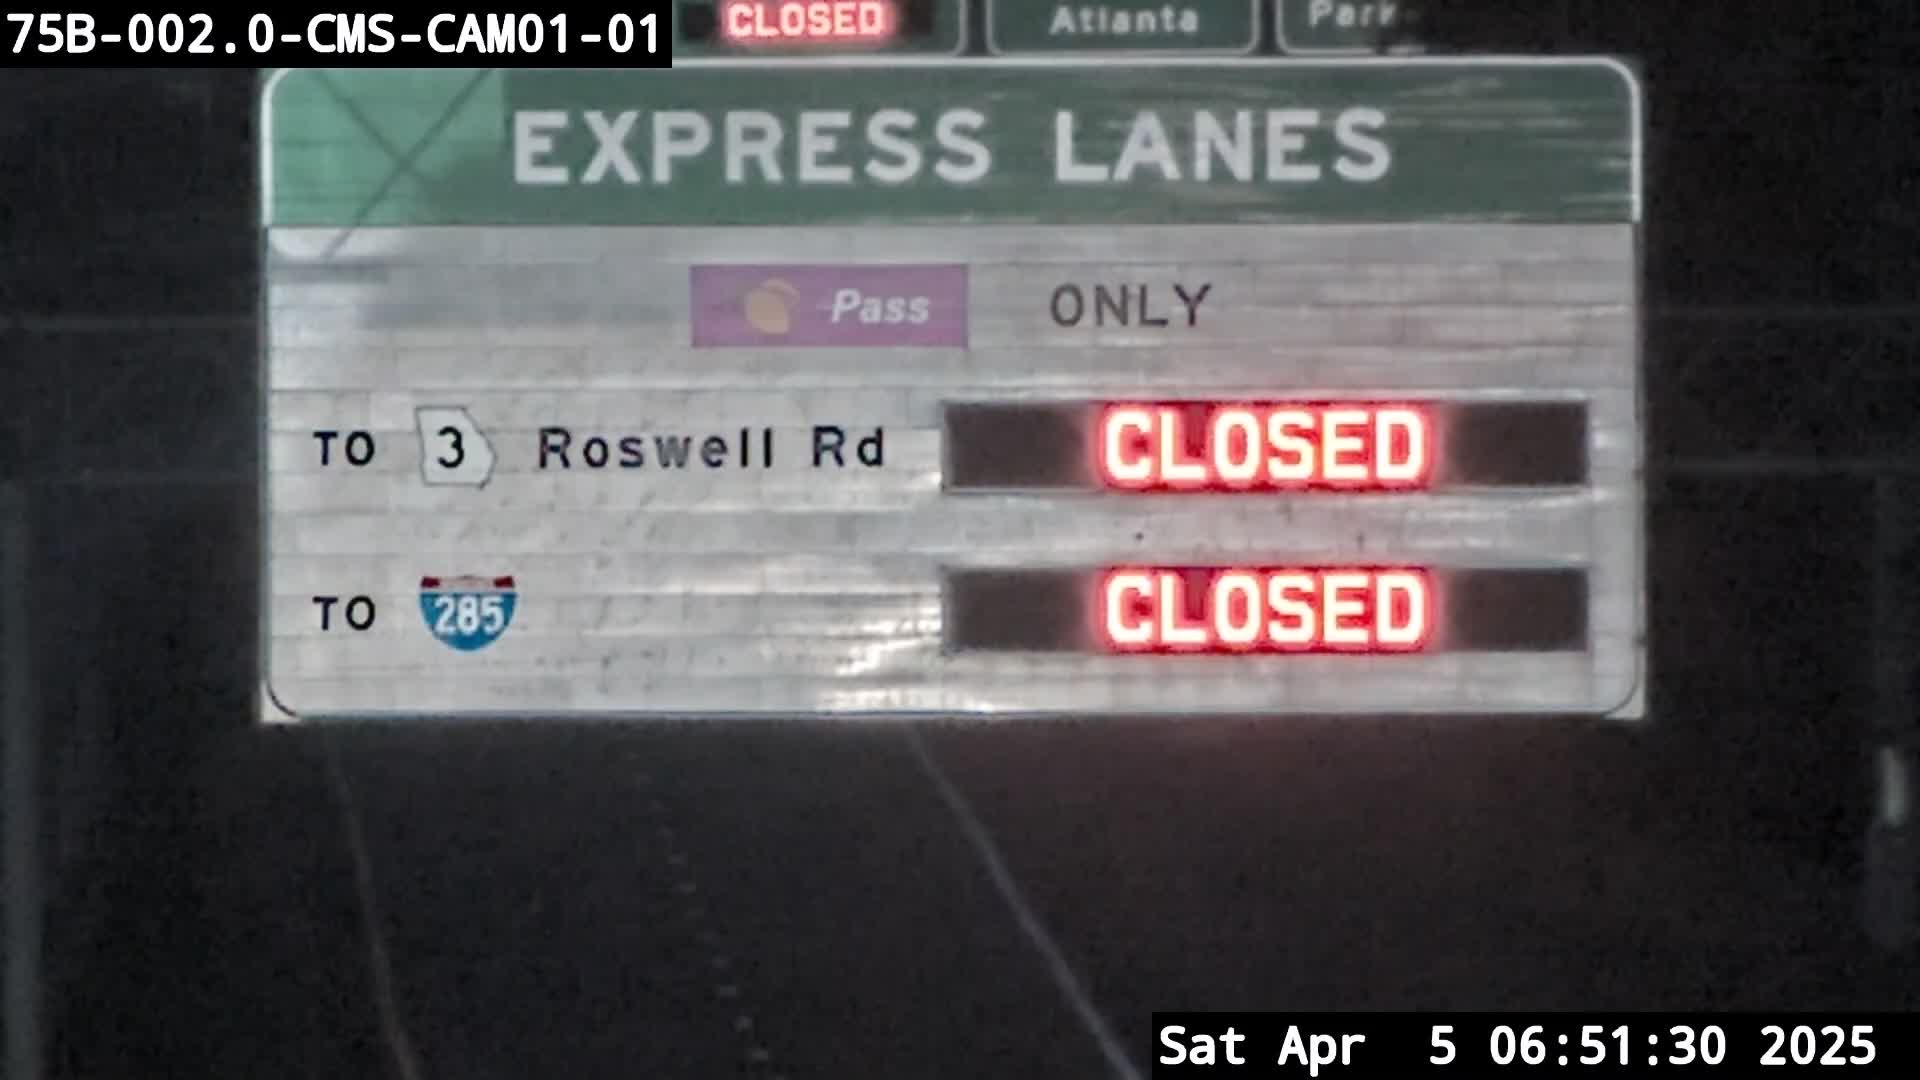 75B-002.0-CMS-CAM01-01
CLOSED
Atlanta
Park
EXPRESS LANES
Pass ONLY
TO 3 Roswell Rd CLOSED
TO 285 CLOSED
Sat Apr 5 06:51:30 2025